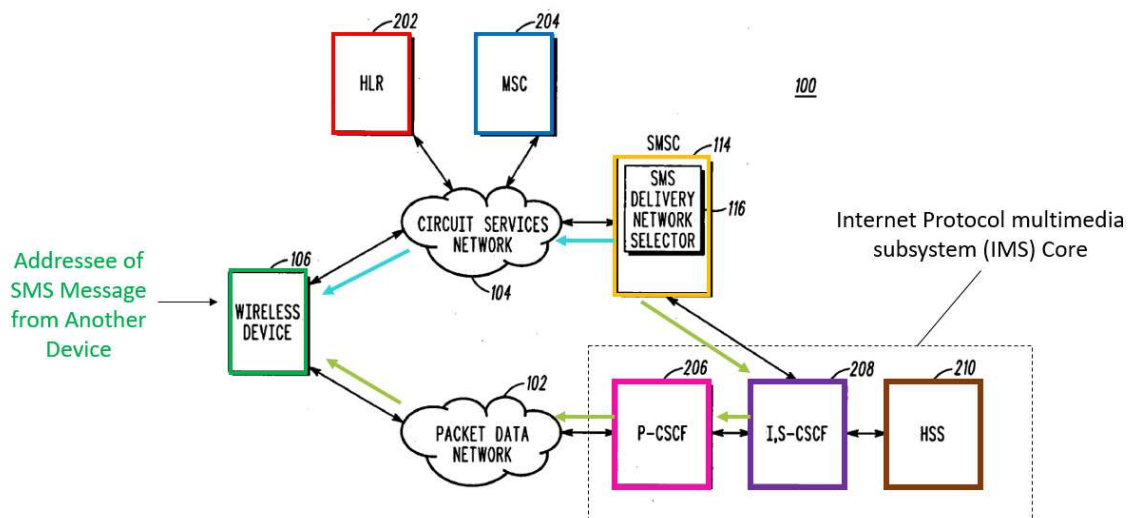 202
HLR
204
MSC
100
SMSC
114
SMS
DELIVERY
NETWORK
SELECTOR
116
CIRCUIT SERVICES
NETWORK
104
Internet Protocol multimedia
subsystem (IMS) Core
Addressee of
SMS Message
from Another
Device
106
WIRELESS
DEVICE
102
PACKET DATA
NETWORK
206
P-CSCF
208
I,S-CSCF
210
HSS